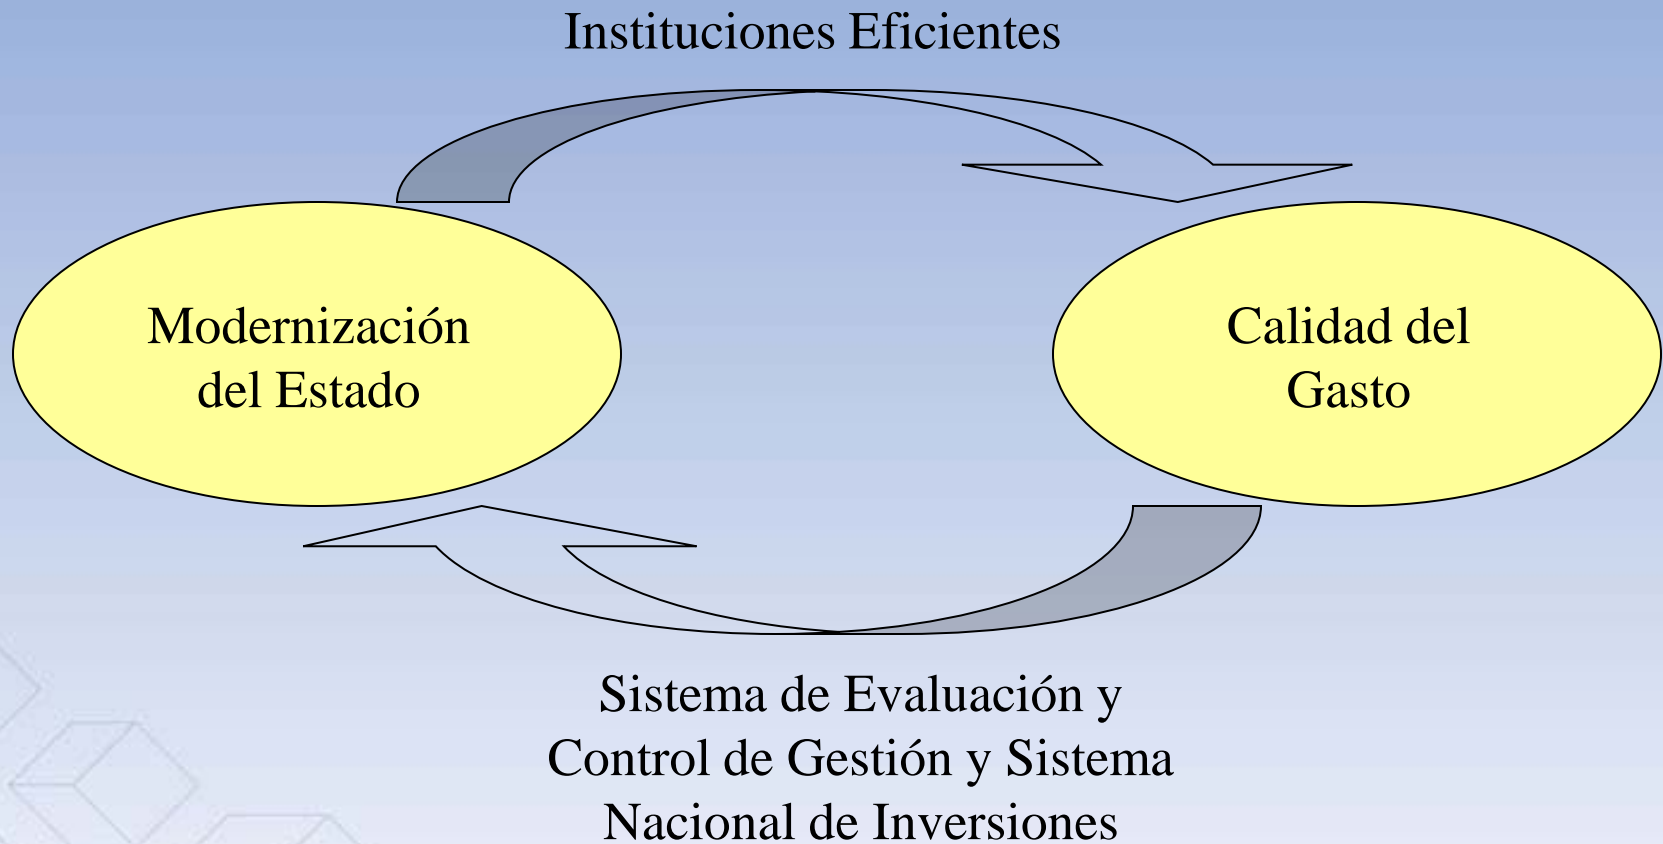 Instituciones Eficientes
Modernización
del Estado
Calidad del
Gasto
Sistema de Evaluación y
Control de Gestión y Sistema
Nacional de Inversiones